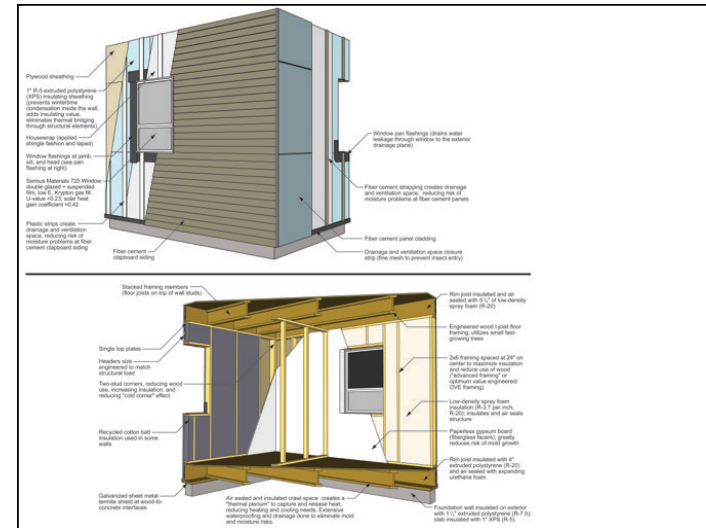 Plywood sheathing
1" R-5 extruded polystyrene
(XPS) insulating sheathing
(prevents wintertime
condensation inside the wall,
adds insulating value,
eliminates thermal bridging
through structural elements)
Housewrap (applied
shingle fashion and taped)
Window flashings at jamb,
sill, and head (see pan
flashing at right)
Serious Materials 725 Window
double glazed + suspended
film, low E, Krypton gas fill.
U-value =0.23; solar heat
gain coefficient =0.42
Plastic strips create
drainage and ventilation
space, reducing risk of
moisture problems at fiber
cement clapboard siding
Fiber cement
clapboard siding
Window pan flashings (drains water
leakage through window to the exterior
drainage plane)
Fiber cement strapping creates drainage
and ventilation space, reducing risk
of moisture problems at fiber cement panels
Fiber cement panel cladding
Drainage and ventilation space closure
strip (fine mesh to prevent insect entry)
Stacked framing members
(floor joists on top of wall studs)
Single top plates
Headers size
engineered to match
structural load
Two-stud corners, reducing wood
use, increasing insulation, and
reducing "cold corner" effect.
Recycled cotton batt
insulation used in some
walls
Galvanized sheet metal
termite shield at wood-to-
concrete interfaces
Air sealed and insulated crawl space creates a
"thermal plenum" to capture and release heat,
reducing heating and cooling needs. Extensive
waterproofing and drainage done to eliminate mold
and moisture risks.
Rim joist insulated and air
sealed with 5½" of low-density
spray foam (R-20)
Engineered wood I-joist floor
framing; utilizes small fast-
growing trees
2x6 framing spaced at 24" on
center to maximize insulation
and reduce use of wood
("advanced framing" or
optimum value engineered/
OVE framing)
Low-density spray foam
insulation (R-3.7 per inch,
R-20); insulates and air seals
structure
Paperless gypsum board
(fiberglass facers); greatly
reduces risk of mold growth
Rim joist insulated with 4"
extruded polystyrene (R-20)
and air sealed with expanding
urethane foam
Foundation wall insulated on exterior
with 1½" extruded polystyrene (R-7.5)
slab insulated with 1" XPS (R-5).